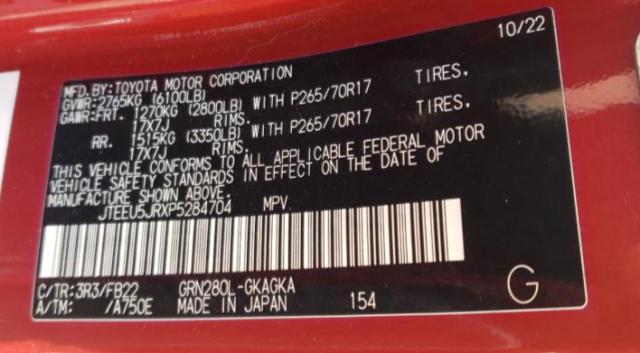 10/22
MFD.BY:TOYOTA MOTOR CORPORATION
GVWR:2765KG (6100LB)
GAWR:FRT. 1270KG (2800LB) WITH P265/70R17 TIRES,
17X7J RIMS.
RR. 1515KG (3350LB) WITH P265/70R17 TIRES,
17X7J RIMS.
THIS VEHICLE CONFORMS TO ALL APPLICABLE FEDERAL MOTOR
VEHICLE SAFETY STANDARDS IN EFFECT ON THE DATE OF
MANUFACTURE SHOWN ABOVE.
JTEEU5JRXP5284704 MPV
C/TR:3R3/FB22 GRN280L-GKAGKA
A/TM: /A750E MADE IN JAPAN 154 G